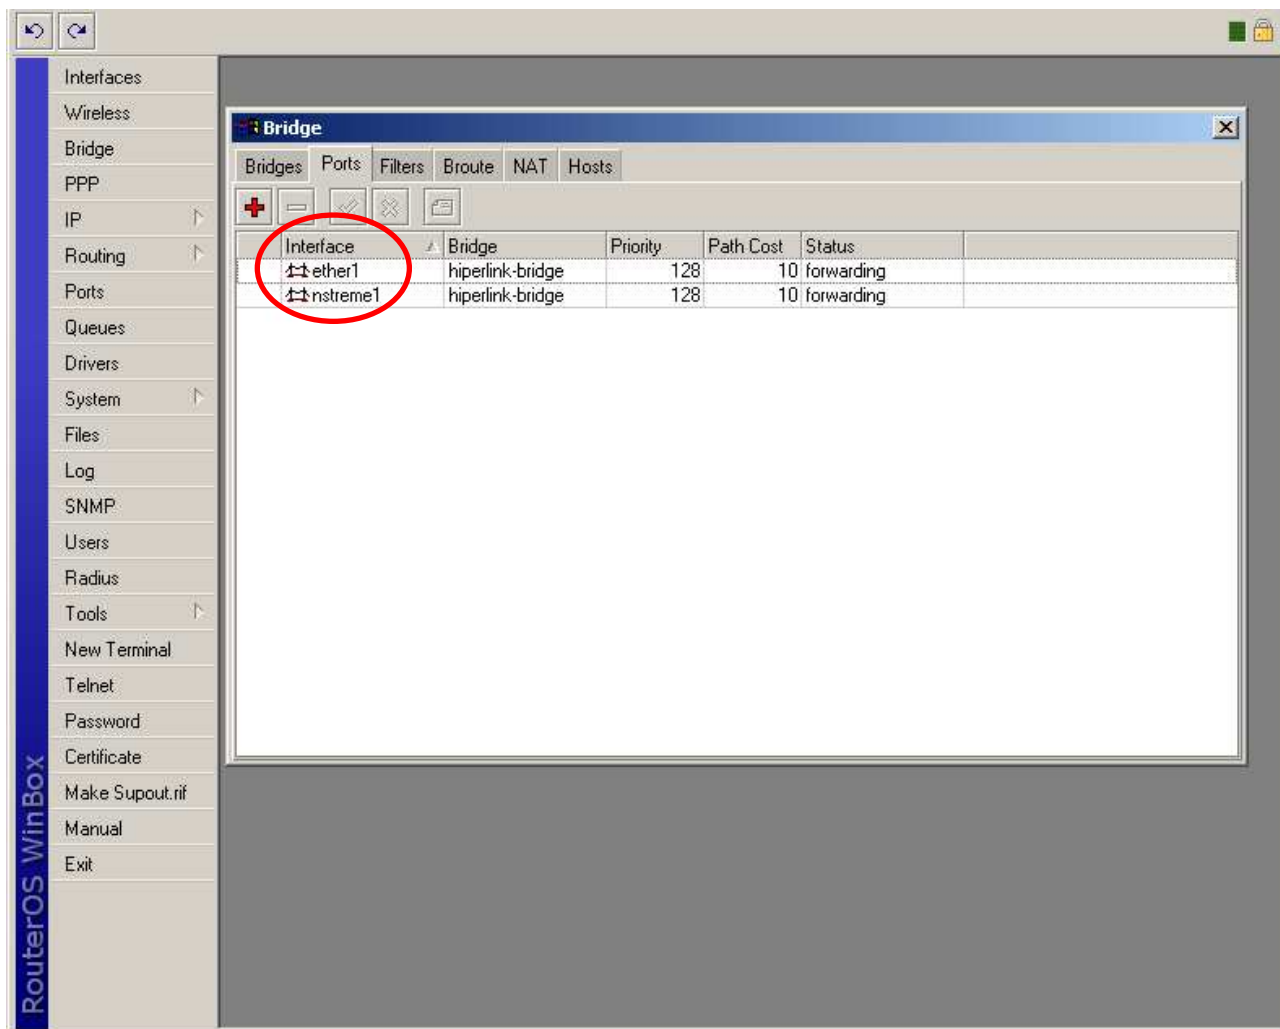 Interfaces
Wireless
Bridge
PPP
IP
Routing
Ports
Queues
Drivers
System
Files
Log
SNMP
Users
Radius
Tools
New Terminal
Telnet
Password
Certificate
Make Supout.rif
Manual
Exit
RouterOS WinBox
Bridge
Bridges Ports Filters Broute NAT Hosts
Interface Bridge Priority Path Cost Status
ether1 hiperlink-bridge 128 10 forwarding
nstreme1 hiperlink-bridge 128 10 forwarding